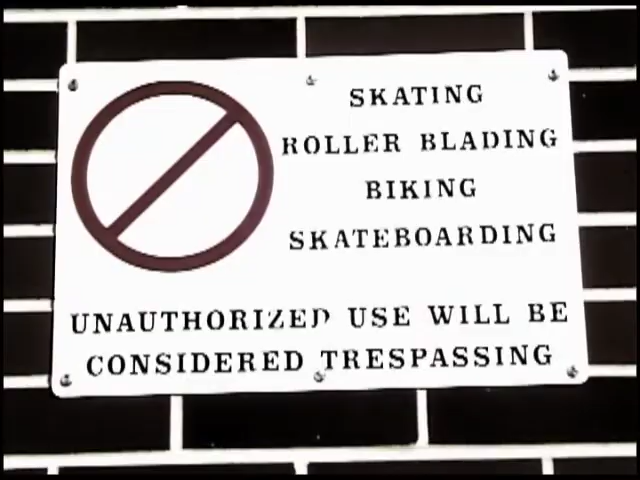 SKATING
ROLLER BLADING
BIKING
SKATEBOARDING
UNAUTHORIZED USE WILL BE
CONSIDERED TRESPASSING